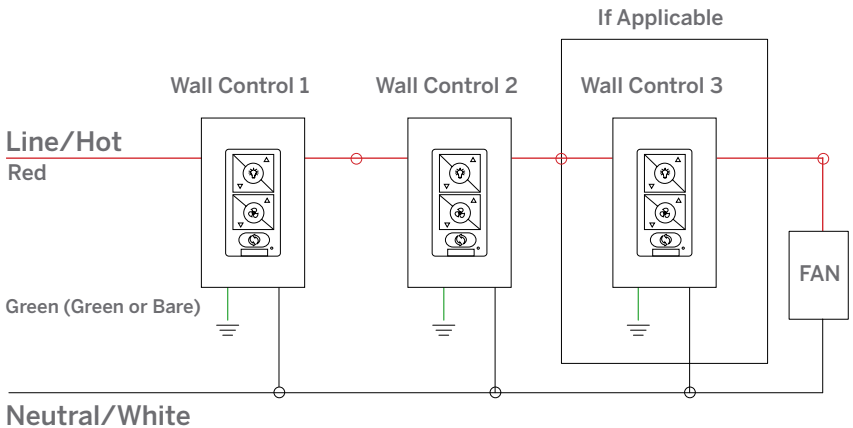 If Applicable
Wall Control 1
Wall Control 2
Wall Control 3
Line/Hot
Red
FAN
Green (Green or Bare)
Neutral/White